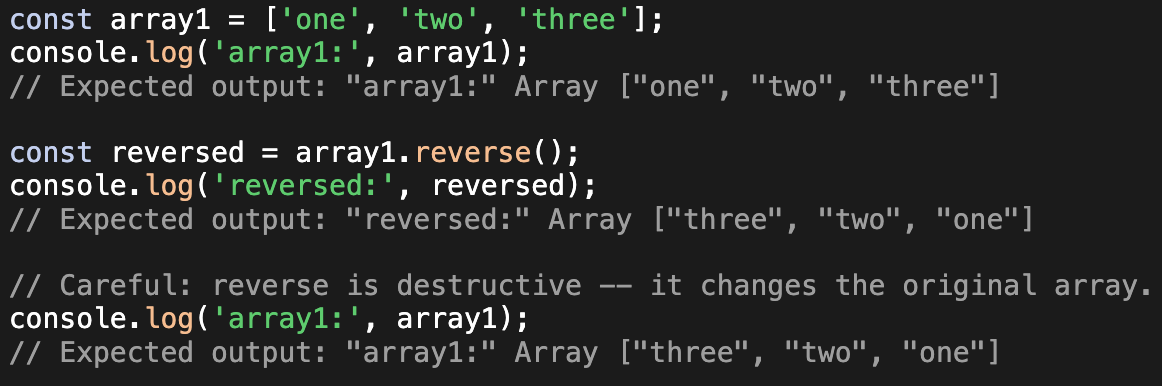 const array1 = ['one', 'two', 'three'];
console.log('array1:', array1);
// Expected output: "array1:" Array ["one", "two", "three"]

const reversed = array1.reverse();
console.log('reversed:', reversed);
// Expected output: "reversed:" Array ["three", "two", "one"]

// Careful: reverse is destructive -- it changes the original array.
console.log('array1:', array1);
// Expected output: "array1:" Array ["three", "two", "one"]